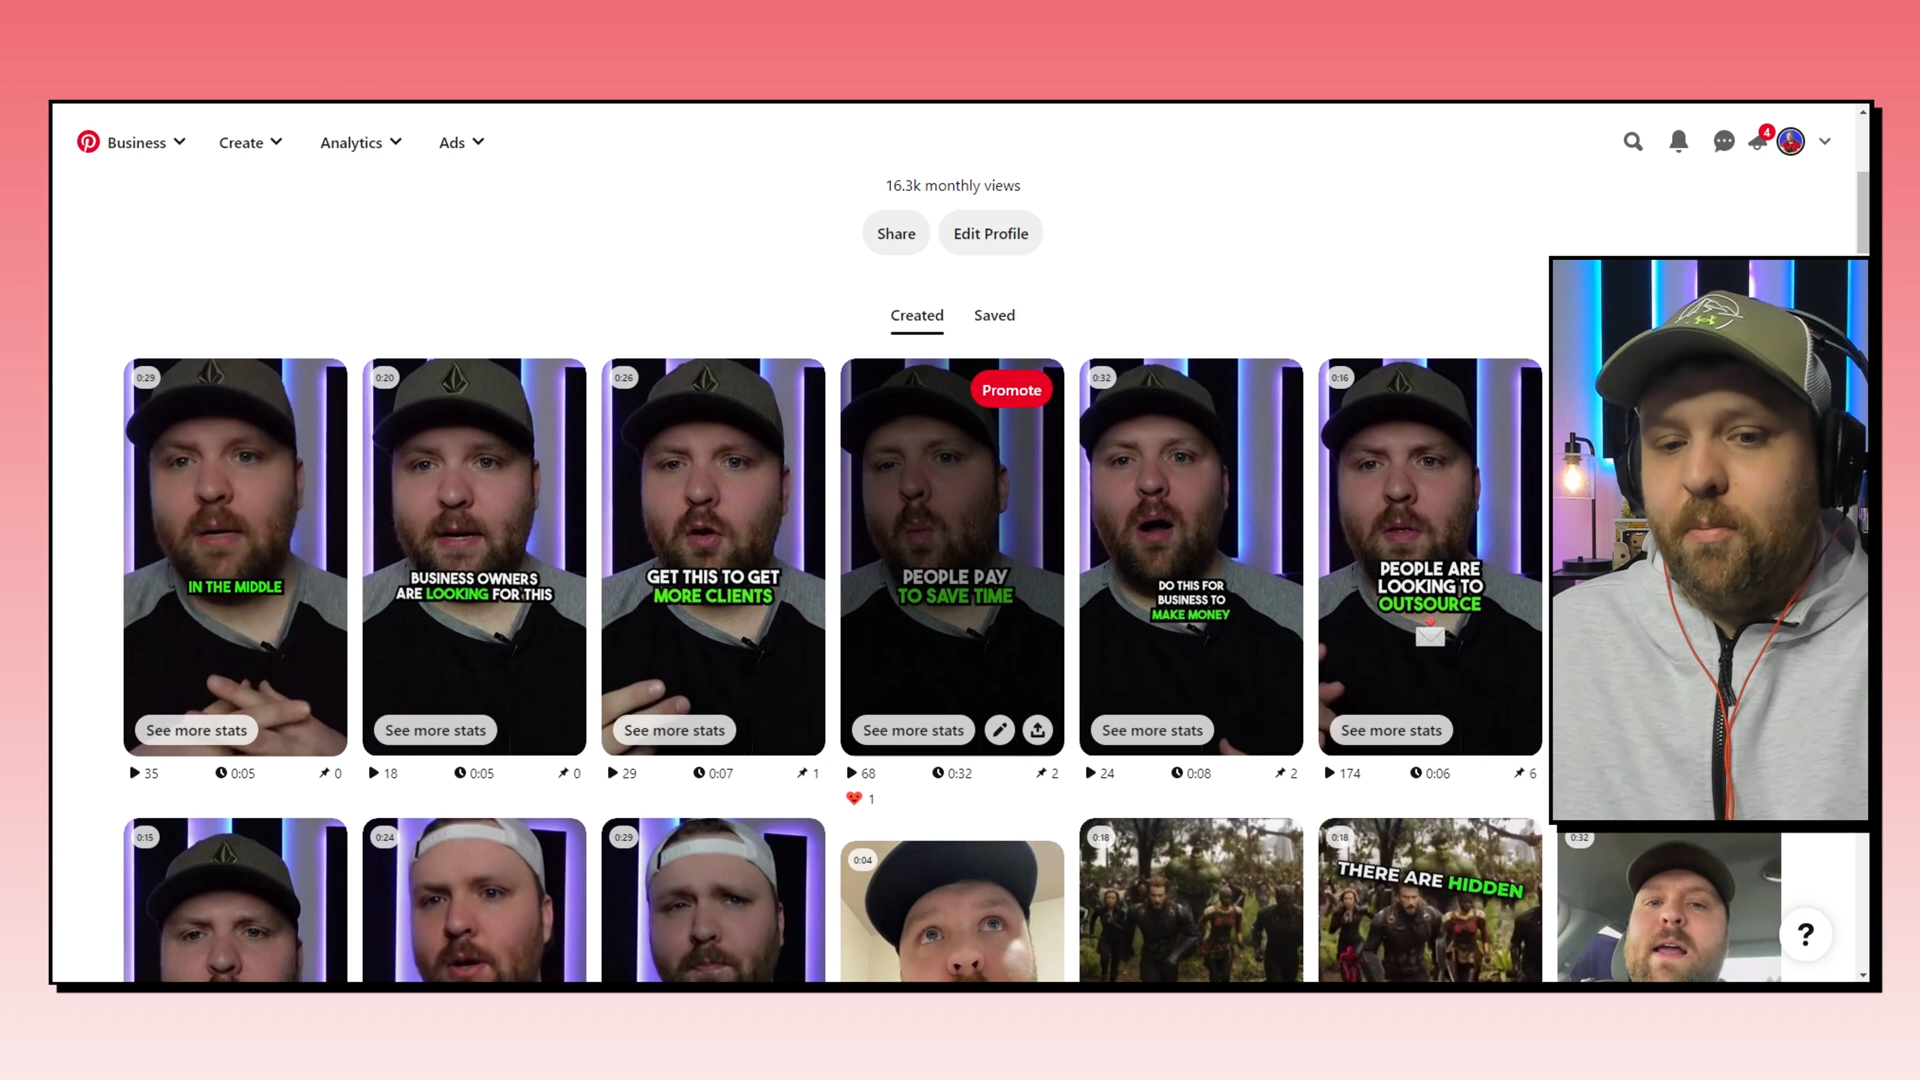 Business Create Analytics Ads 4
16.3k monthly views
Share Edit Profile
Created Saved
0:29 0:20 0:26 Promote 0:32 0:16
IN THE MIDDLE
BUSINESS OWNERS
ARE LOOKING FOR THIS
GET THIS TO GET
MORE CLIENTS
PEOPLE PAY
TO SAVE TIME
DO THIS FOR
BUSINESS TO
MAKE MONEY
PEOPLE ARE
LOOKING TO
OUTSOURCE
See more stats See more stats See more stats See more stats See more stats See more stats
35 0:05 0 18 0:05 0 29 0:07 1 68 0:32 2 24 0:08 2 174 0:06 6
1
0:15 0:24 0:29 0:04 0:18 0:18 0:32
THERE ARE HIDDEN
?